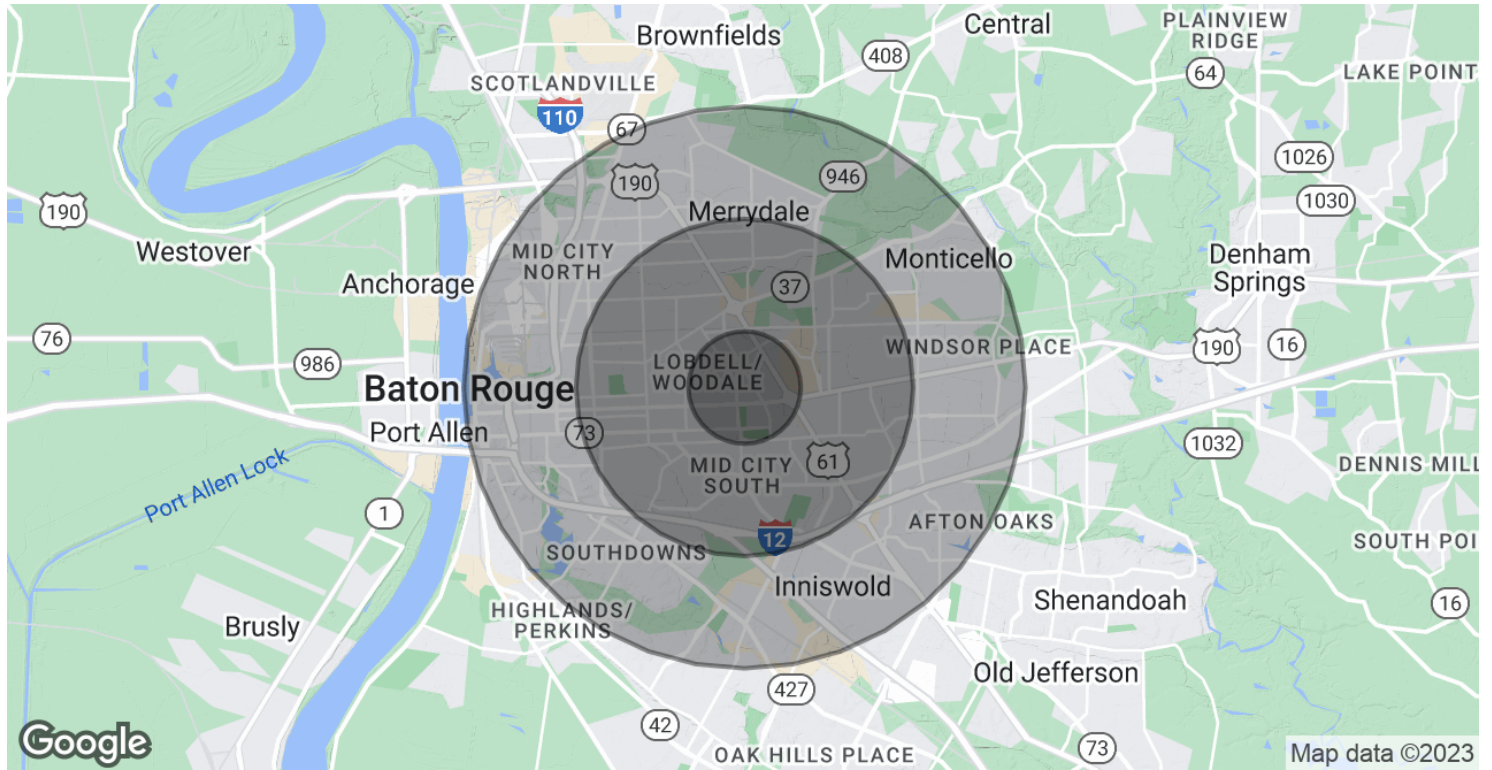 Brownfields
Central
PLAINVIEW
RIDGE
408
64
LAKE POINT
SCOTLANDVILLE
110
67
190
946
1026
1030
190
Merrydale
Westover
MID CITY
NORTH
Monticello
Denham
Springs
Anchorage
37
76
986
LOBDELL/
WOODALE
WINDSOR PLACE
190
16
Baton Rouge
Port Allen
73
1032
MID CITY
SOUTH
61
DENNIS MILL
Port Allen Lock
1
AFTON OAKS
12
SOUTHDOWNS
SOUTH POI
Inniswold
Shenandoah
16
HIGHLANDS/
PERKINS
Brusly
Old Jefferson
427
42
73
OAK HILLS PLACE
Google
Map data ©2023